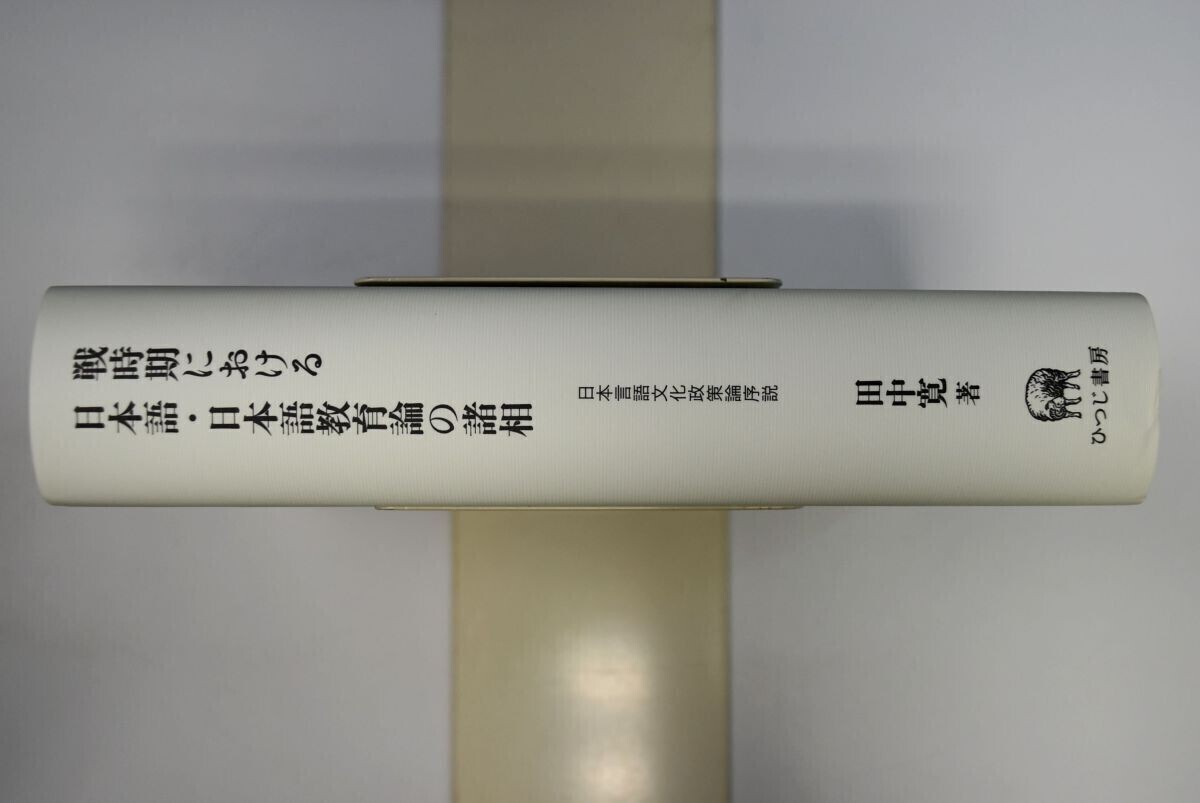 戦時期における
日本語・日本語教育論の諸相
日本言語文化政策論序説
田中寛 著
ひつじ書房